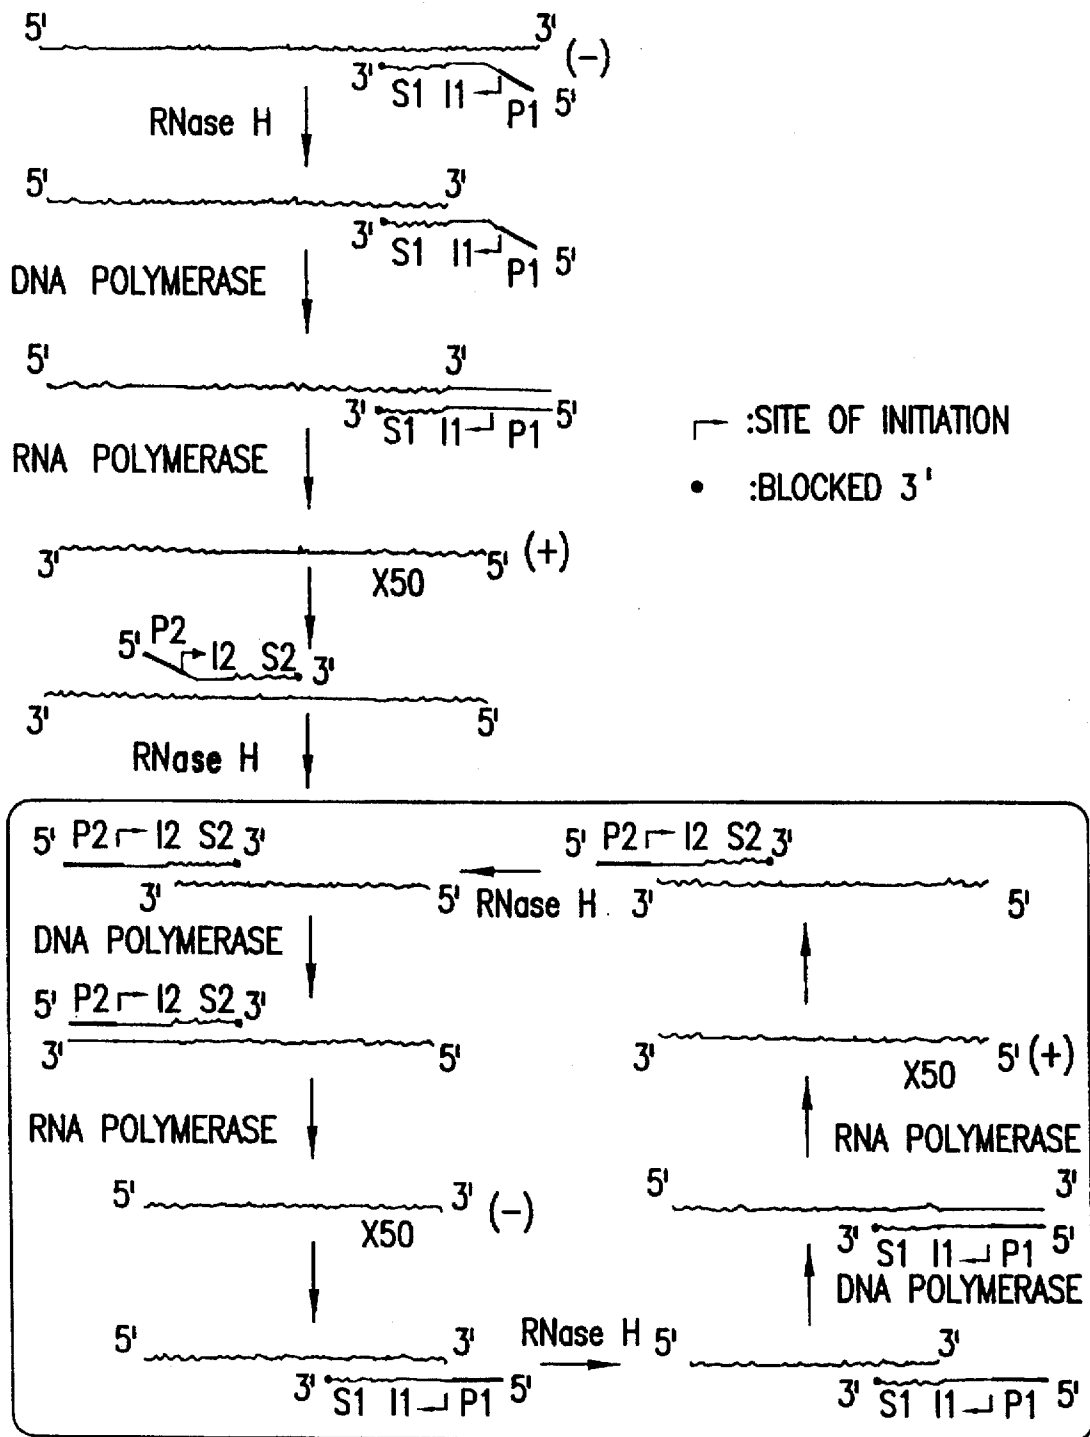 5' 3' (-)
3' S1 I1 P1 5'
RNase H
5' 3'
3' S1 I1 P1 5'
DNA POLYMERASE
5' 3'
3' S1 I1 P1 5'
:SITE OF INITIATION
RNA POLYMERASE
:BLOCKED 3'
3' X50 5' (+)
5' P2 I2 S2 3'
3' 5'
RNase H
5' P2 I2 S2 3'
3' 5'
DNA POLYMERASE
5' P2 I2 S2 3'
3' 5'
RNA POLYMERASE
5' 3' (-)
X50
5' 3'
3' S1 I1 P1 5'
RNase H
5' 3'
3' S1 I1 P1 5'
DNA POLYMERASE
5' 3'
3' S1 I1 P1 5'
RNA POLYMERASE
3' 5' (+)
X50
5' P2 I2 S2 3'
3' 5'
RNase H